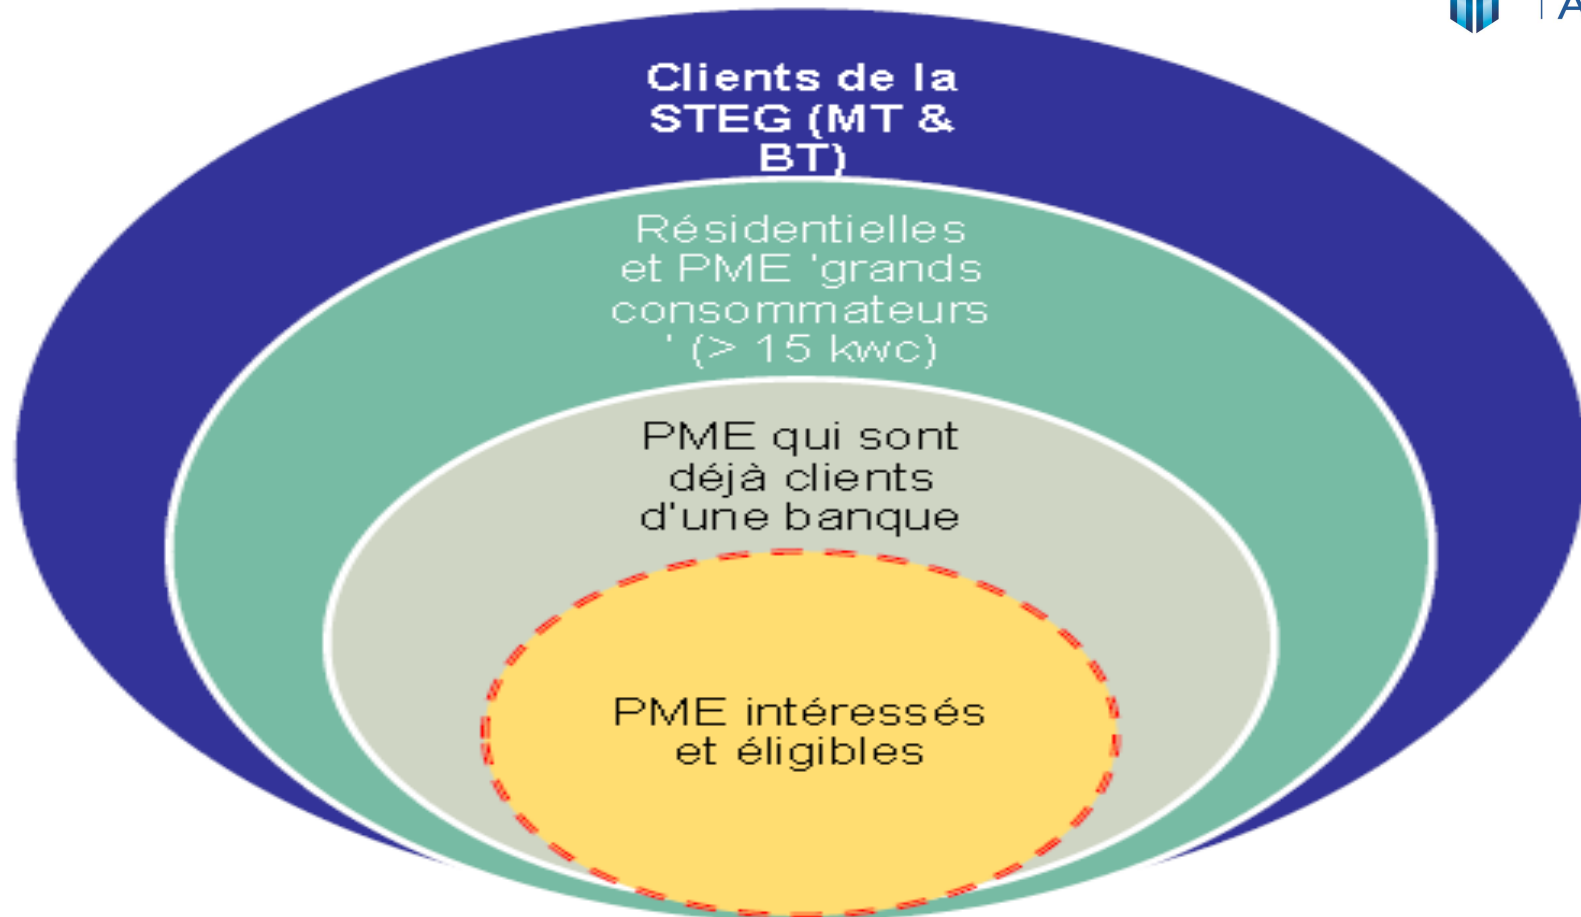 A
Clients de la
STEG (MT &
BT)
Résidentielles
et PME 'grands
consommateurs
' (> 15 kwc)
PME qui sont
déjà clients
d'une banque
PME intéressés
et éligibles